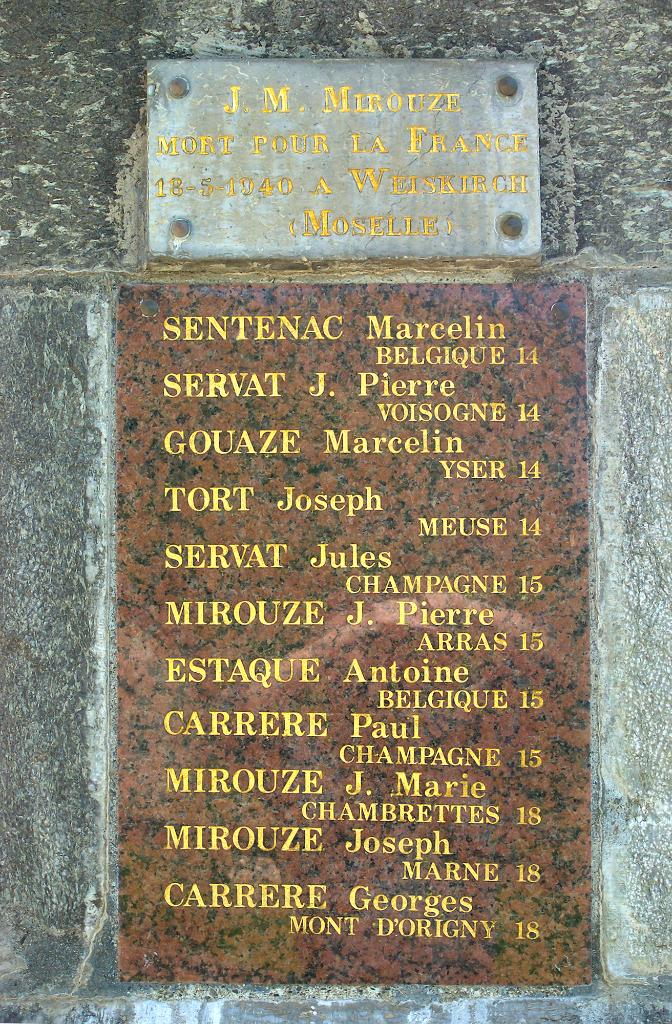 J. M. MIROUZE
MORT POUR LA FRANCE
18-5-1940 A WEISKIRCH
(MOSELLE)
SENTENAC Marcelin
BELGIQUE 14
SERVAT J. Pierre
VOISOGNE 14
GOUAZE Marcelin
YSER 14
TORT Joseph
MEUSE 14
SERVAT Jules
CHAMPAGNE 15
MIROUZE J. Pierre
ARRAS 15
ESTAQUE Antoine
BELGIQUE 15
CARRERE Paul
CHAMPAGNE 15
MIROUZE J. Marie
CHAMBRETTES 18
MIROUZE Joseph
MARNE 18
CARRERE Georges
MONT D'ORIGNY 18